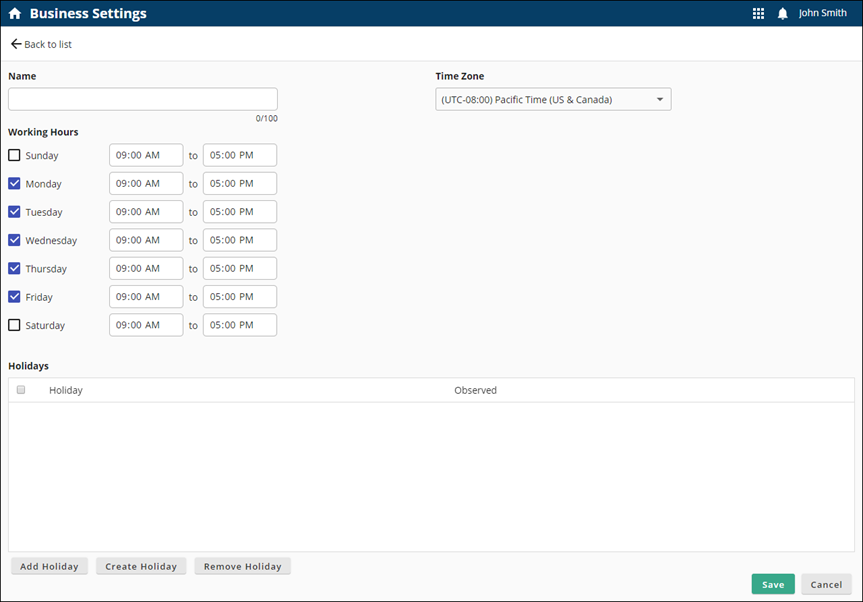 Business Settings
John Smith
Back to list
Name
Time Zone
(UTC-08:00) Pacific Time (US & Canada)
0/100
Working Hours
Sunday 09:00 AM to 05:00 PM
Monday 09:00 AM to 05:00 PM
Tuesday 09:00 AM to 05:00 PM
Wednesday 09:00 AM to 05:00 PM
Thursday 09:00 AM to 05:00 PM
Friday 09:00 AM to 05:00 PM
Saturday 09:00 AM to 05:00 PM
Holidays
Holiday Observed
Add Holiday Create Holiday Remove Holiday
Save Cancel